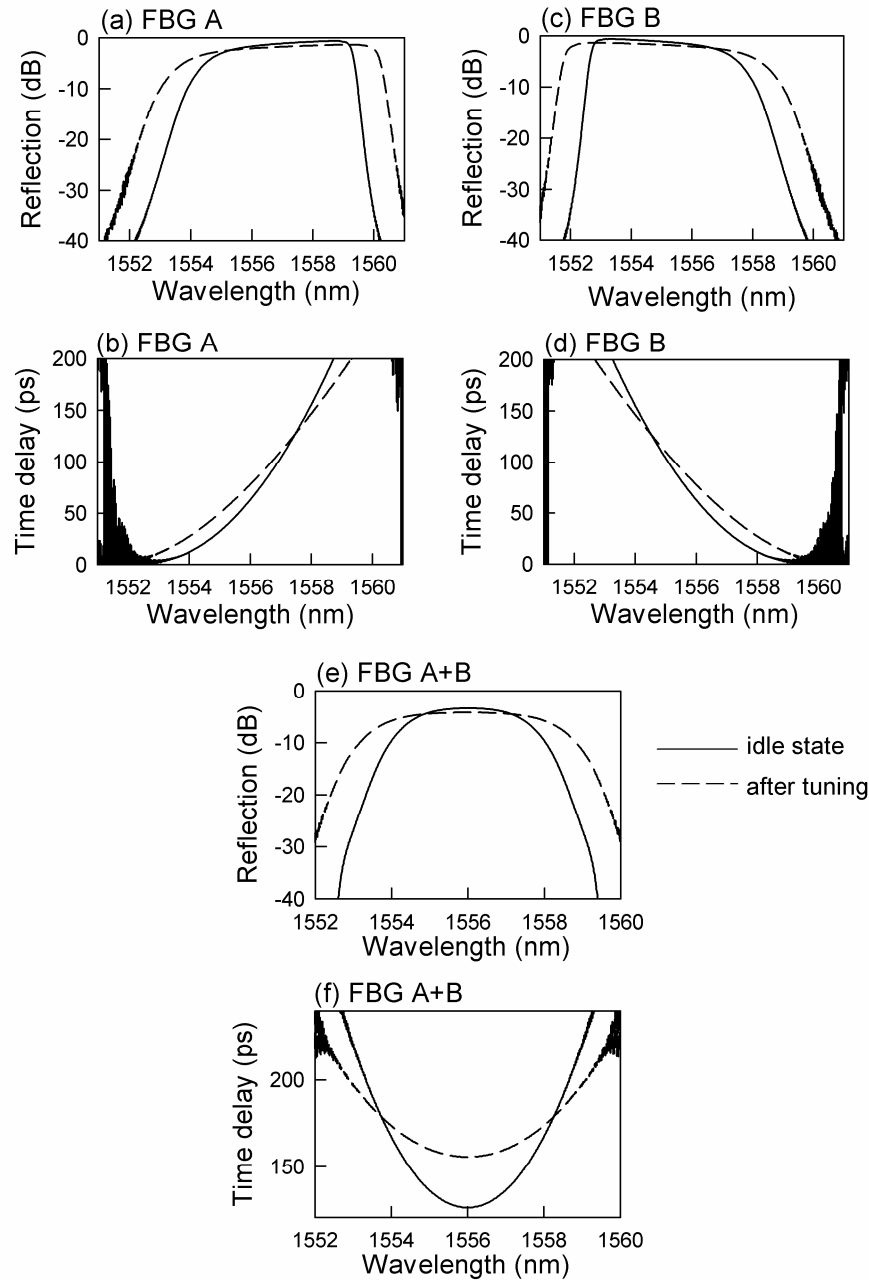 (a) FBG A
Reflection (dB)
0
-10
-20
-30
-40
1552 1554 1556 1558 1560
Wavelength (nm)
(c) FBG B
Reflection (dB)
0
-10
-20
-30
-40
1552 1554 1556 1558 1560
Wavelength (nm)
(b) FBG A
Time delay (ps)
200
150
100
50
0
1552 1554 1556 1558 1560
Wavelength (nm)
(d) FBG B
Time delay (ps)
200
150
100
50
0
1552 1554 1556 1558 1560
Wavelength (nm)
(e) FBG A+B
Reflection (dB)
0
-10
-20
-30
-40
1552 1554 1556 1558 1560
Wavelength (nm)
idle state
after tuning
(f) FBG A+B
Time delay (ps)
200
150
1552 1554 1556 1558 1560
Wavelength (nm)